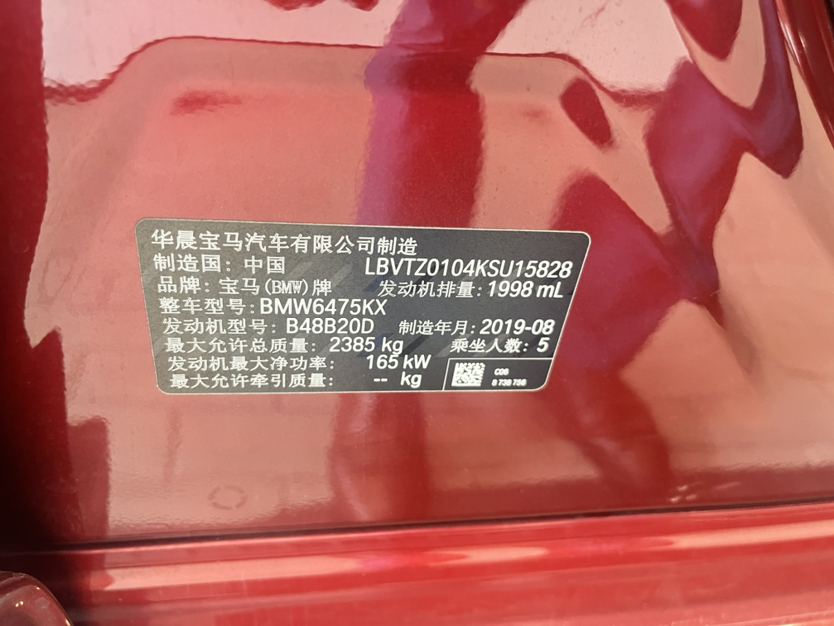 华晨宝马汽车有限公司制造
制造国：中国 LBVTZ0104KSU15828
品牌：宝马(BMW)牌 发动机排量：1998 mL
整车型号：BMW6475KX
发动机型号：B48B20D 制造年月：2019-08
最大允许总质量：2385 kg 乘坐人数：5
发动机最大净功率：165 kW
最大允许牵引质量：-- kg
C06
8 738 756